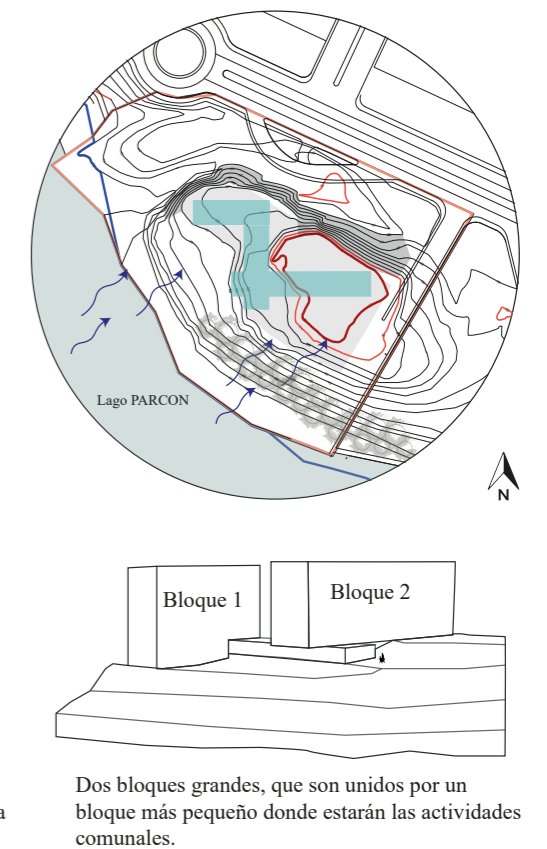 Lago PARCON
N
Bloque 1
Bloque 2
Dos bloques grandes, que son unidos por un
a
bloque más pequeño donde estarán las actividades
comunales.